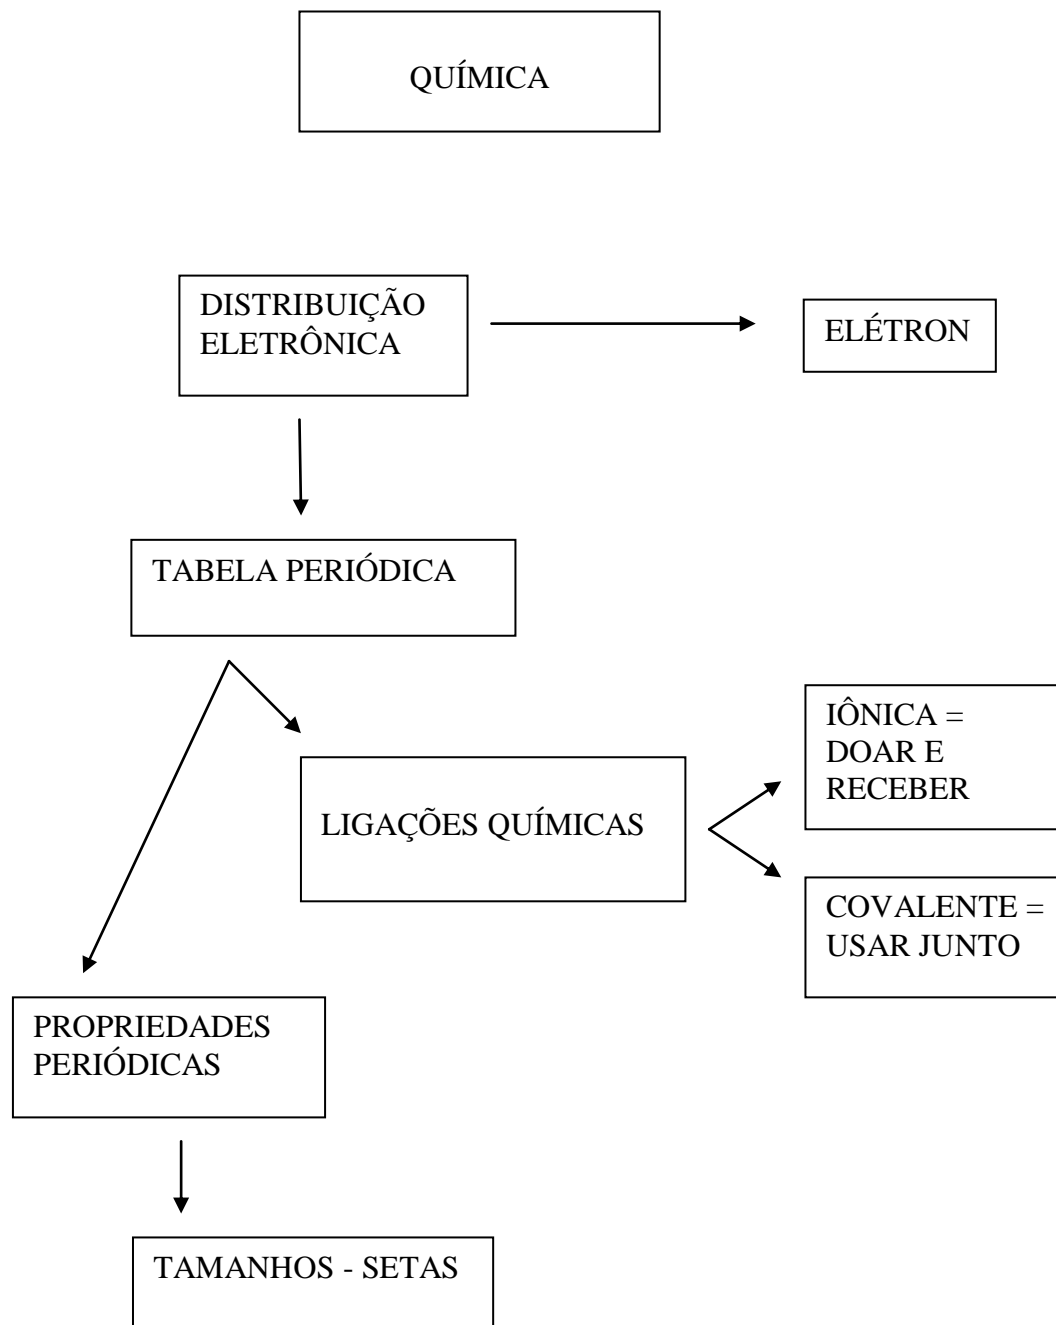 QUÍMICA
DISTRIBUIÇÃO
ELETRÔNICA
ELÉTRON
TABELA PERIÓDICA
IÔNICA =
DOAR E
RECEBER
LIGAÇÕES QUÍMICAS
COVALENTE =
USAR JUNTO
PROPRIEDADES
PERIÓDICAS
TAMANHOS - SETAS